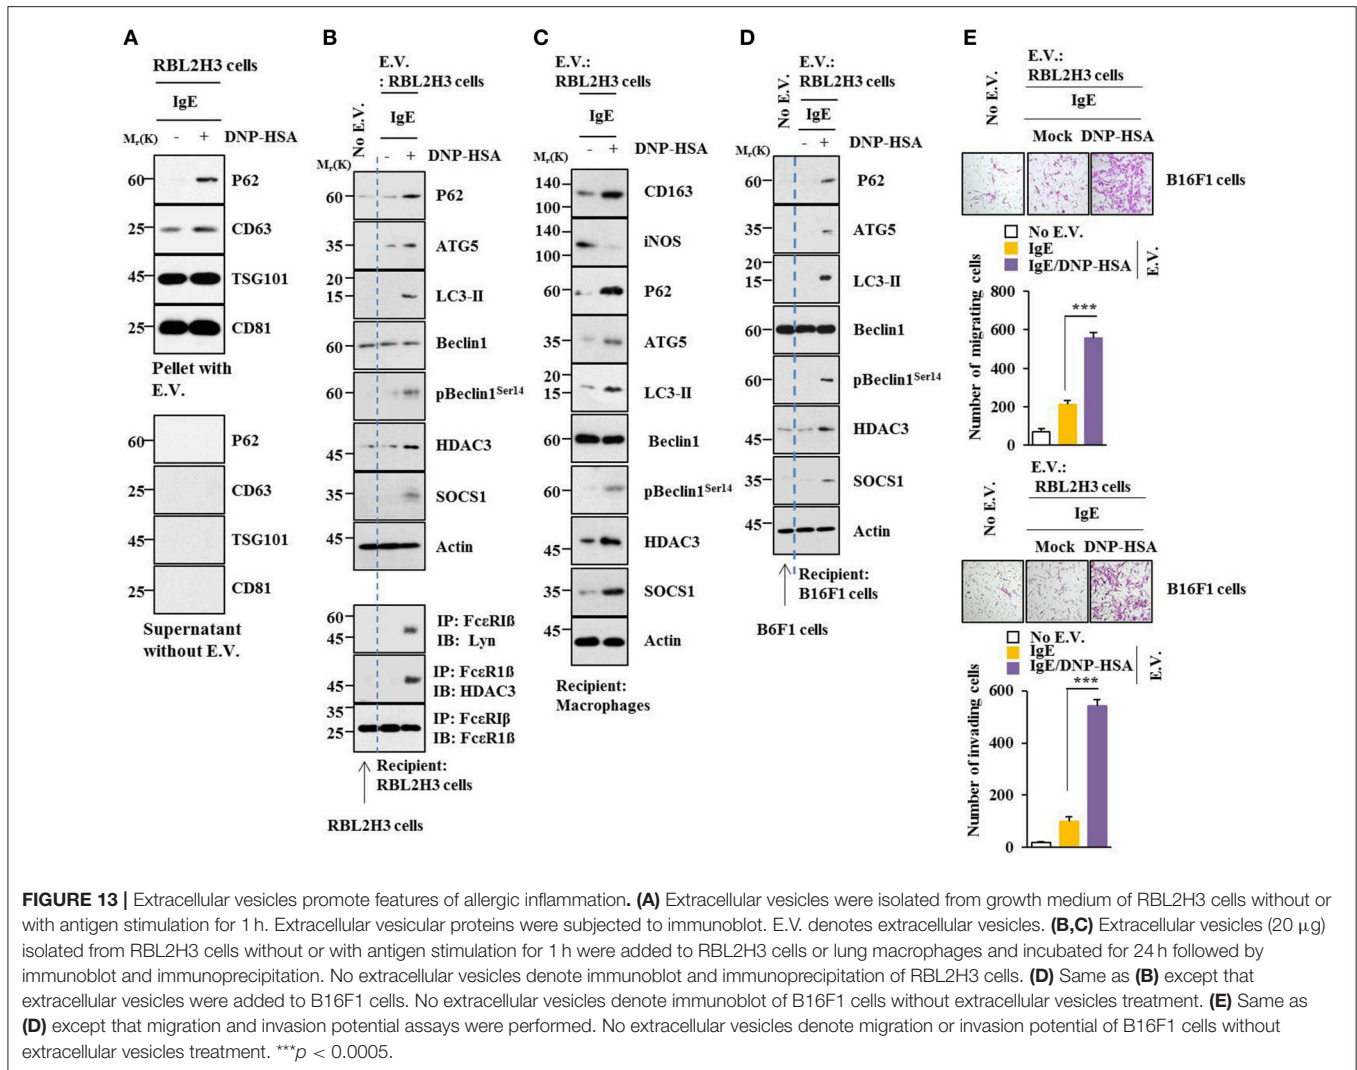 A
RBL2H3 cells
IgE
Mr(K) - + DNP-HSA
60 P62
25 CD63
45 TSG101
25 CD81
Pellet with
E.V.
60 P62
25 CD63
45 TSG101
25 CD81
Supernatant
without E.V.
B
E.V.
: RBL2H3 cells
No E.V.
IgE
Mr(K) - + DNP-HSA
60 P62
35 ATG5
20
15 LC3-II
60 Beclin1
60 pBeclin1Ser14
45 HDAC3
35 SOCS1
45 Actin
60 IP: FcεRIß
45 IB: Lyn
IP: FcεR1ß
45 IB: HDAC3
35 IP: FcεRIβ
25 IB: FcεR1ß
Recipient:
RBL2H3 cells
RBL2H3 cells
C
E.V.:
RBL2H3 cells
IgE
Mr(K) - + DNP-HSA
140 CD163
100
140 iNOS
100
60 P62
35 ATG5
20
15 LC3-II
60 Beclin1
60 pBeclin1Ser14
45 HDAC3
35 SOCS1
45 Actin
Recipient:
Macrophages
D
E.V.:
RBL2H3 cells
No E.V.
IgE
Mr(K) - + DNP-HSA
60 P62
35 ATG5
20
15 LC3-II
60 Beclin1
60 pBeclin1Ser14
45 HDAC3
35 SOCS1
45 Actin
Recipient:
B16F1 cells
B6F1 cells
E
E.V.:
RBL2H3 cells
No E.V.
IgE
Mock DNP-HSA
B16F1 cells
No E.V.
IgE
IgE/DNP-HSA
E.V.
Number of migrating cells
800
600
400
200
0
***
E.V.:
RBL2H3 cells
No E.V.
IgE
Mock DNP-HSA
B16F1 cells
No E.V.
IgE
IgE/DNP-HSA
E.V.
Number of invading cells
600
400
200
0
***
FIGURE 13 | Extracellular vesicles promote features of allergic inflammation. (A) Extracellular vesicles were isolated from growth medium of RBL2H3 cells without or
with antigen stimulation for 1 h. Extracellular vesicular proteins were subjected to immunoblot. E.V. denotes extracellular vesicles. (B,C) Extracellular vesicles (20 μg)
isolated from RBL2H3 cells without or with antigen stimulation for 1 h were added to RBL2H3 cells or lung macrophages and incubated for 24 h followed by
immunoblot and immunoprecipitation. No extracellular vesicles denote immunoblot and immunoprecipitation of RBL2H3 cells. (D) Same as (B) except that
extracellular vesicles were added to B16F1 cells. No extracellular vesicles denote immunoblot of B16F1 cells without extracellular vesicles treatment. (E) Same as
(D) except that migration and invasion potential assays were performed. No extracellular vesicles denote migration or invasion potential of B16F1 cells without
extracellular vesicles treatment. ***p < 0.0005.